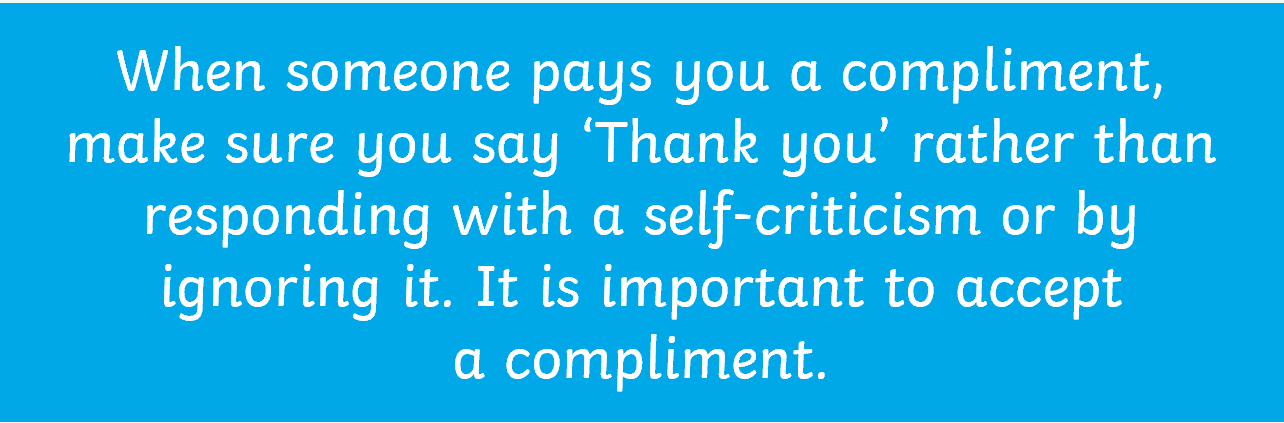 When someone pays you a compliment,
make sure you say ‘Thank you’ rather than
responding with a self-criticism or by
ignoring it. It is important to accept
a compliment.